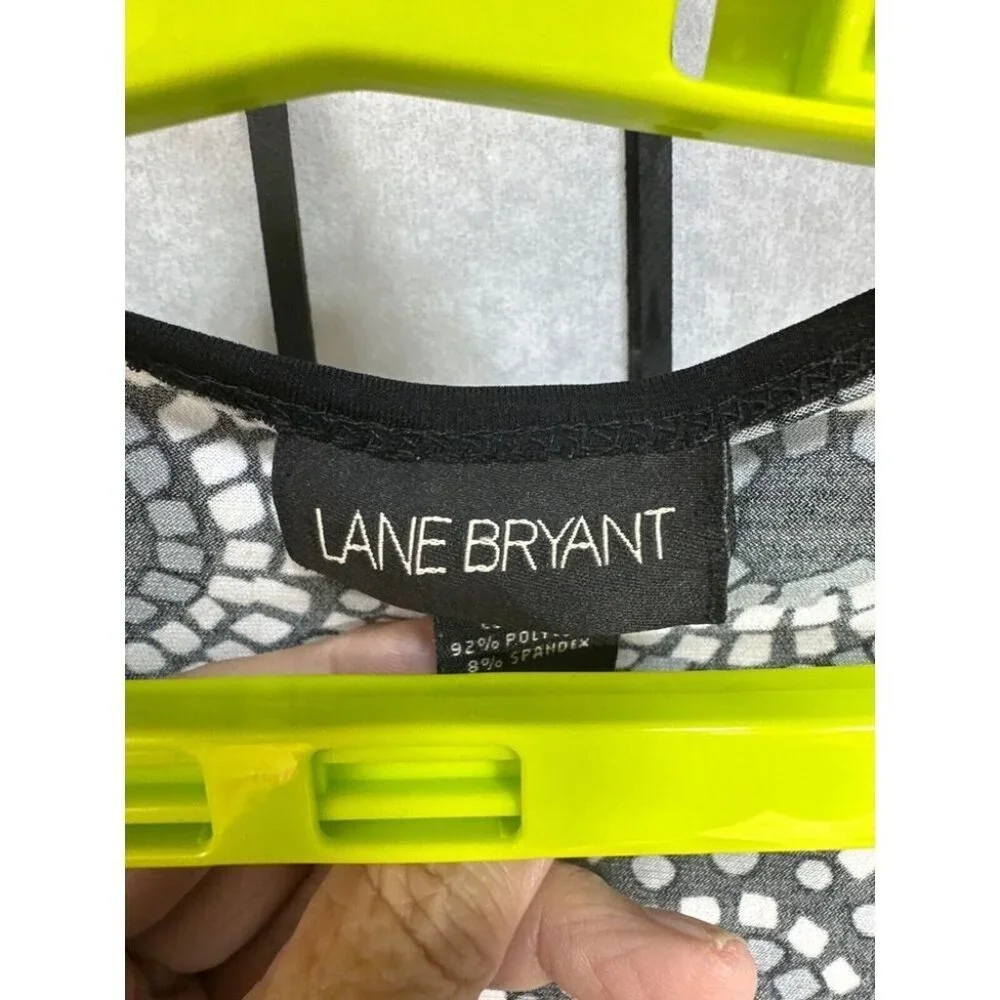 LANE BRYANT
92%
8% SPANDEX